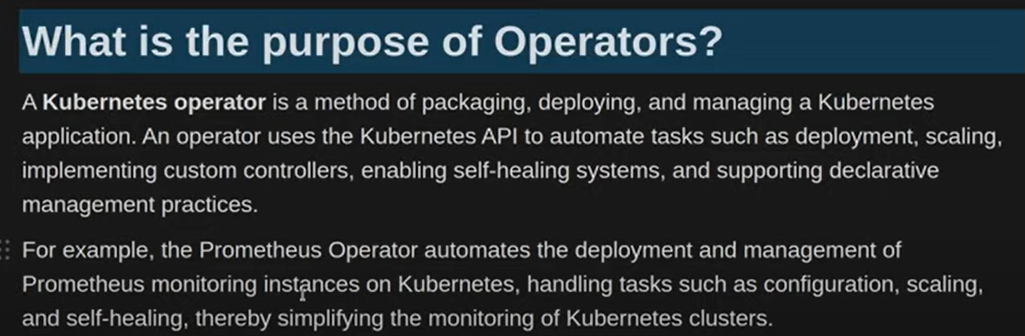 What is the purpose of Operators?
A Kubernetes operator is a method of packaging, deploying, and managing a Kubernetes
application. An operator uses the Kubernetes API to automate tasks such as deployment, scaling,
implementing custom controllers, enabling self-healing systems, and supporting declarative
management practices.
For example, the Prometheus Operator automates the deployment and management of
Prometheus monitoring instances on Kubernetes, handling tasks such as configuration, scaling,
and self-healing, thereby simplifying the monitoring of Kubernetes clusters.